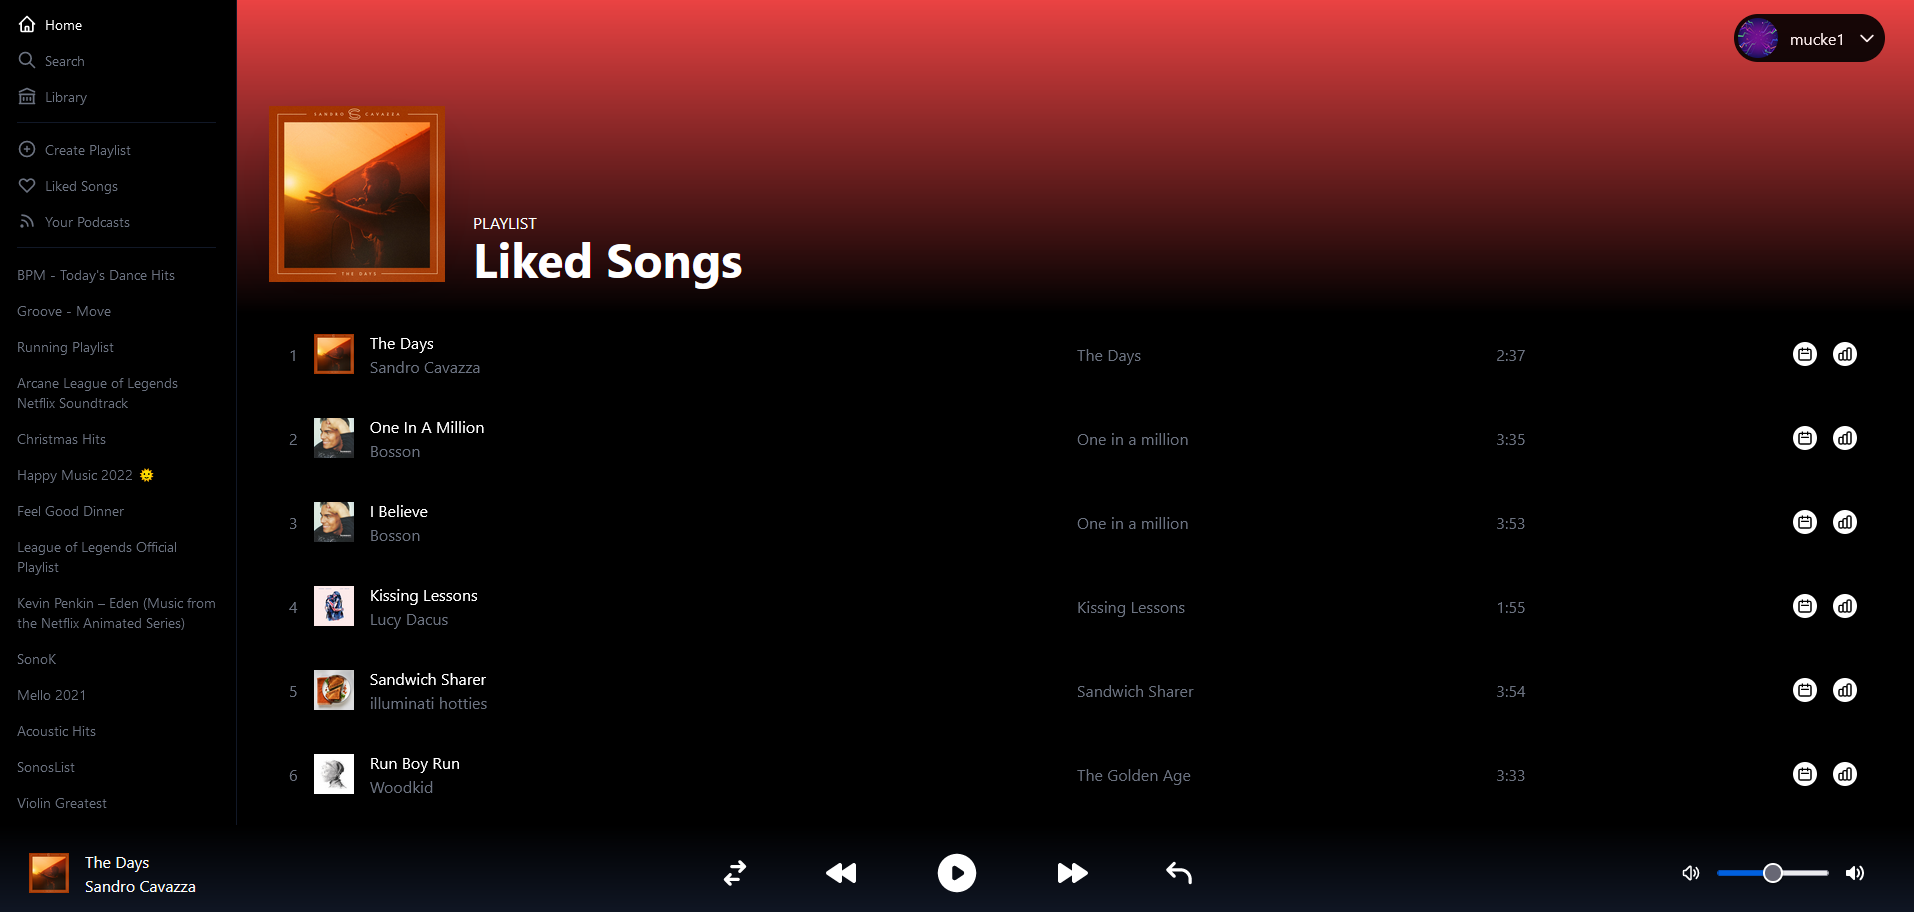 Home
Search
Library
Create Playlist
Liked Songs
Your Podcasts
BPM - Today's Dance Hits
Groove - Move
Running Playlist
Arcane League of Legends
Netflix Soundtrack
Christmas Hits
Happy Music 2022 🌞
Feel Good Dinner
League of Legends Official
Playlist
Kevin Penkin – Eden (Music from
the Netflix Animated Series)
SonoK
Mello 2021
Acoustic Hits
SonosList
Violin Greatest
mucke1
SANDRO CAVAZZA
THE DAYS
PLAYLIST
Liked Songs
1 The Days The Days 2:37
Sandro Cavazza
2 One In A Million One in a million 3:35
Bosson
3 I Believe One in a million 3:53
Bosson
4 Kissing Lessons Kissing Lessons 1:55
Lucy Dacus
5 Sandwich Sharer Sandwich Sharer 3:54
illuminati hotties
6 Run Boy Run The Golden Age 3:33
Woodkid
The Days
Sandro Cavazza